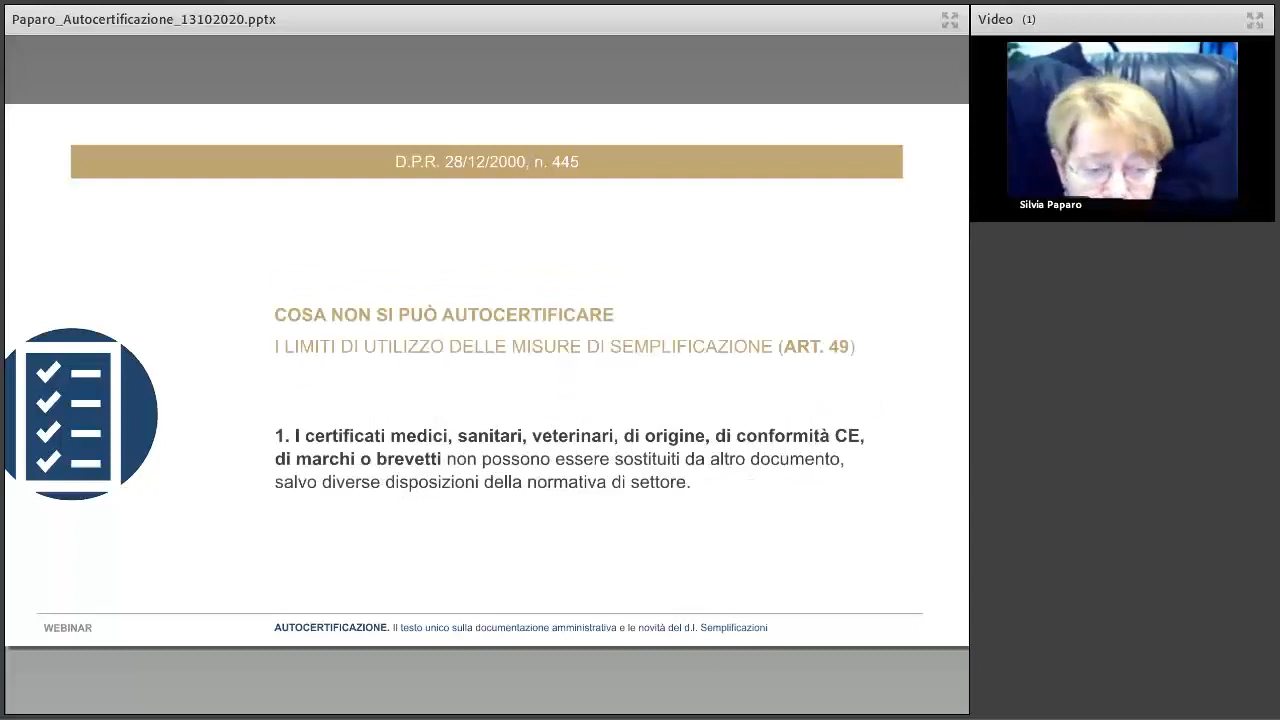 Paparo_Autocertificazione_13102020.pptx
Video (1)
Silvia Paparo
D.P.R. 28/12/2000, n. 445
COSA NON SI PUÒ AUTOCERTIFICARE
I LIMITI DI UTILIZZO DELLE MISURE DI SEMPLIFICAZIONE (ART. 49)
1. I certificati medici, sanitari, veterinari, di origine, di conformità CE,
di marchi o brevetti non possono essere sostituiti da altro documento,
salvo diverse disposizioni della normativa di settore.
WEBINAR
AUTOCERTIFICAZIONE. Il testo unico sulla documentazione amministrativa e le novità del d.l. Semplificazioni